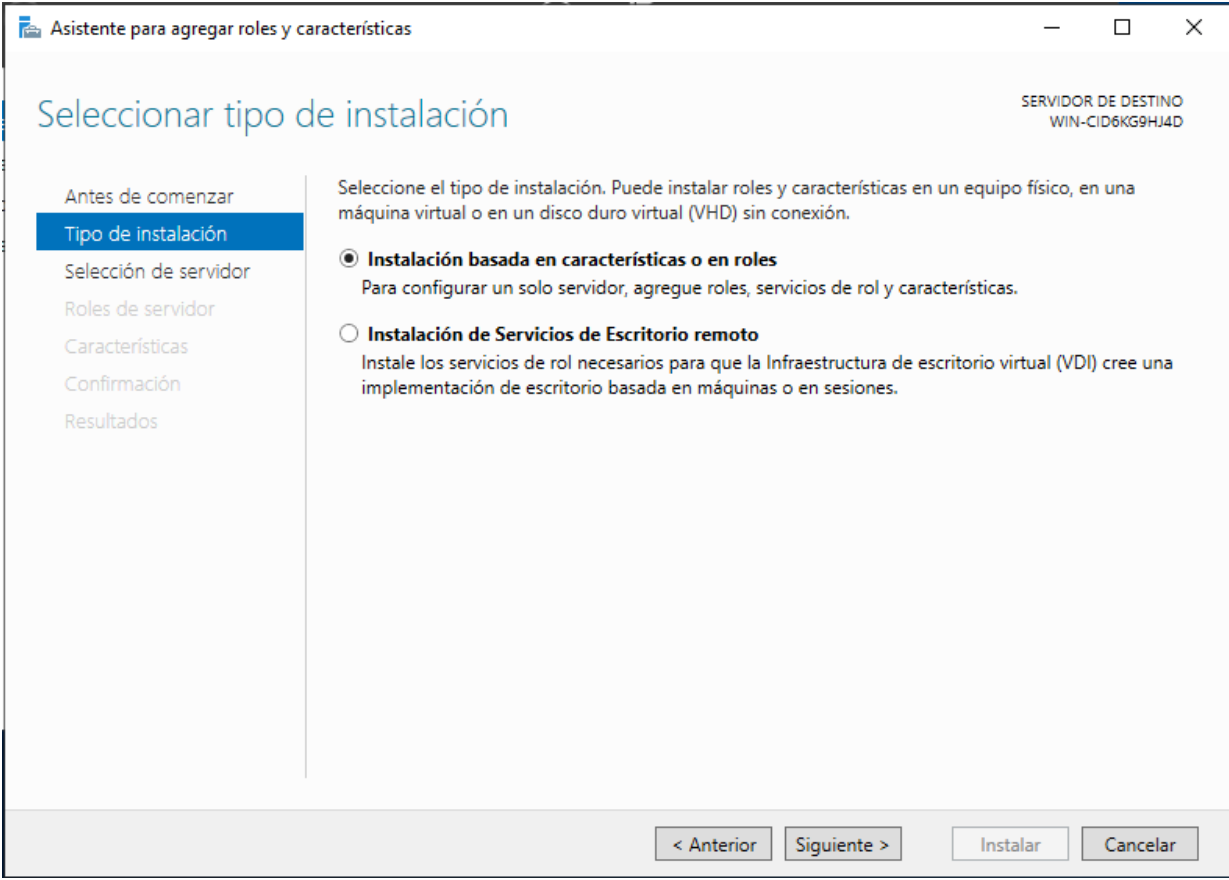 Asistente para agregar roles y características
Seleccionar tipo de instalación
SERVIDOR DE DESTINO
WIN-CID6KG9HJ4D
Antes de comenzar
Tipo de instalación
Selección de servidor
Roles de servidor
Características
Confirmación
Resultados
Seleccione el tipo de instalación. Puede instalar roles y características en un equipo físico, en una
máquina virtual o en un disco duro virtual (VHD) sin conexión.
Instalación basada en características o en roles
Para configurar un solo servidor, agregue roles, servicios de rol y características.
Instalación de Servicios de Escritorio remoto
Instale los servicios de rol necesarios para que la Infraestructura de escritorio virtual (VDI) cree una
implementación de escritorio basada en máquinas o en sesiones.
< Anterior
Siguiente >
Instalar
Cancelar